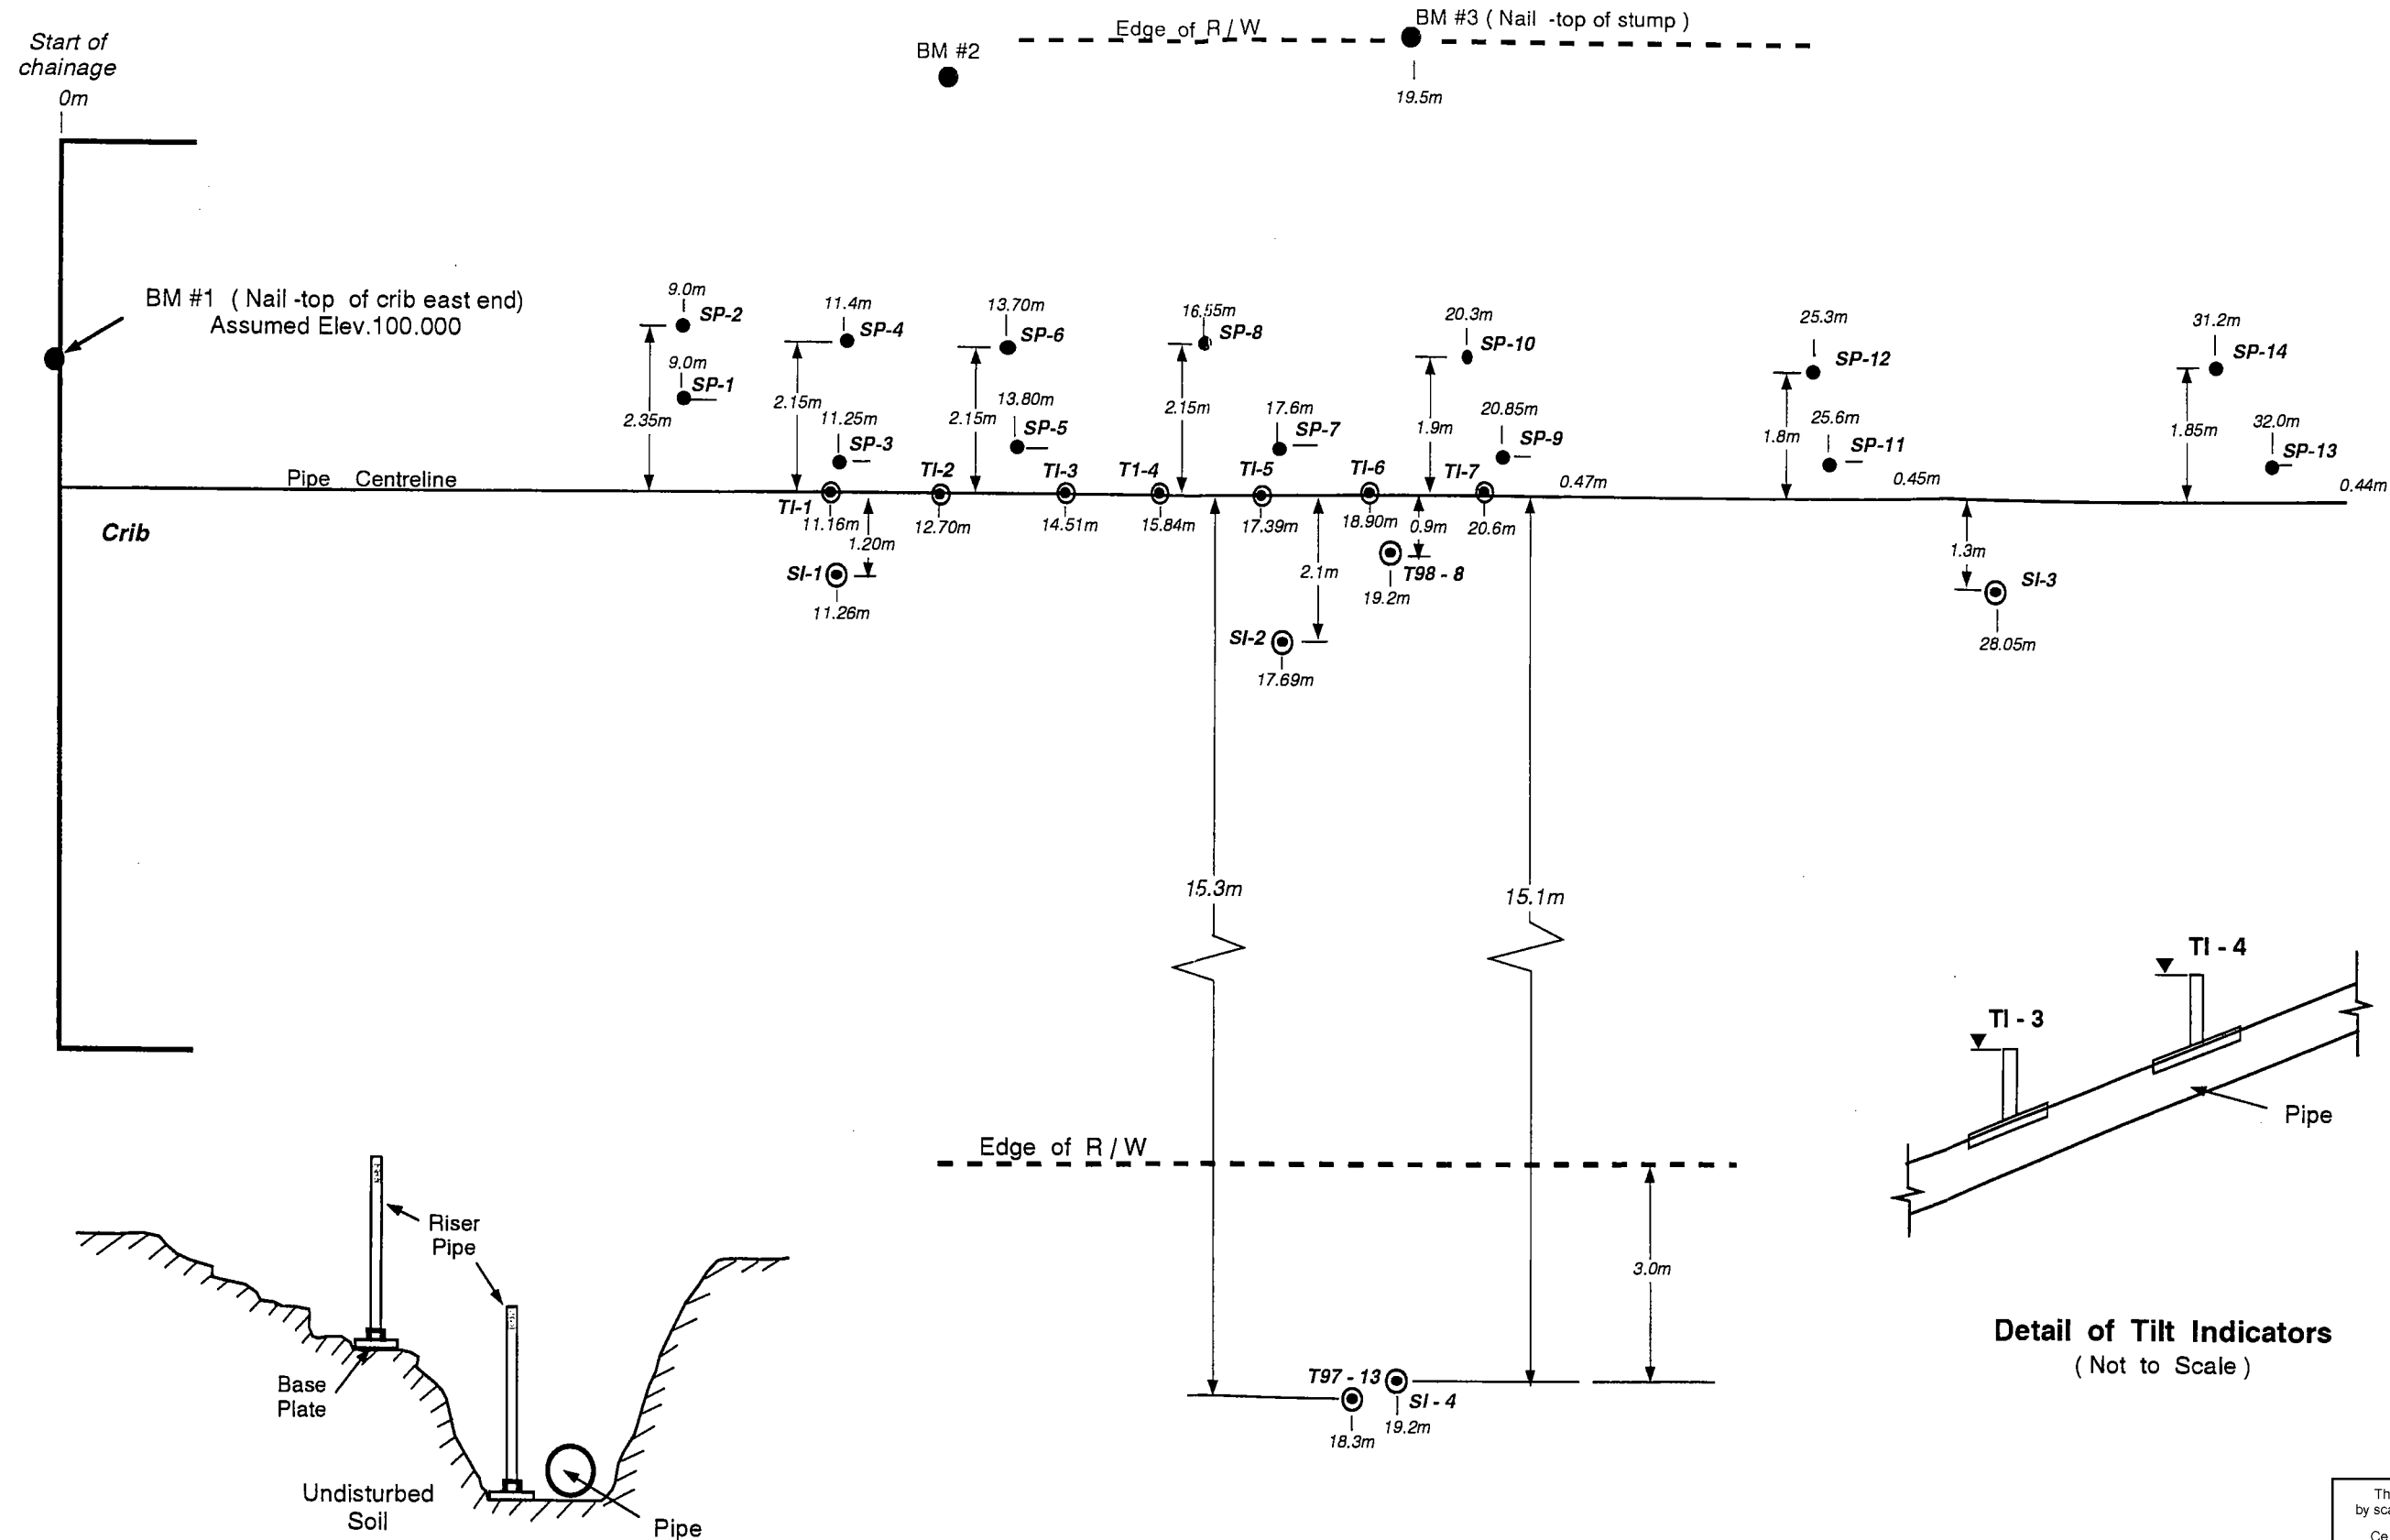 Start of
chainage
0m
BM #2
Edge of R / W
BM #3 ( Nail -top of stump )
19.5m
BM #1 ( Nail -top of crib east end)
Assumed Elev.100.000
9.0m
SP-2
9.0m
SP-1
2.35m
11.4m
SP-4
2.15m
11.25m
SP-3
13.70m
SP-6
2.15m
13.80m
SP-5
16.55m
SP-8
2.15m
17.6m
SP-7
20.3m
SP-10
1.9m
20.85m
SP-9
25.3m
SP-12
1.8m
25.6m
SP-11
31.2m
SP-14
1.85m
32.0m
SP-13
Pipe Centreline
TI-1
11.16m
TI-2
12.70m
TI-3
14.51m
T1-4
15.84m
TI-5
17.39m
TI-6
18.90m
TI-7
20.6m
0.47m
0.45m
0.44m
Crib
1.20m
SI-1
11.26m
2.1m
SI-2
17.69m
0.9m
T98 - 8
19.2m
1.3m
SI-3
28.05m
15.3m
15.1m
TI - 4
TI - 3
Pipe
Detail of Tilt Indicators
( Not to Scale )
Edge of R / W
3.0m
T97 - 13
SI - 4
18.3m
19.2m
Riser
Pipe
Base
Plate
Undisturbed
Soil
Pipe
by